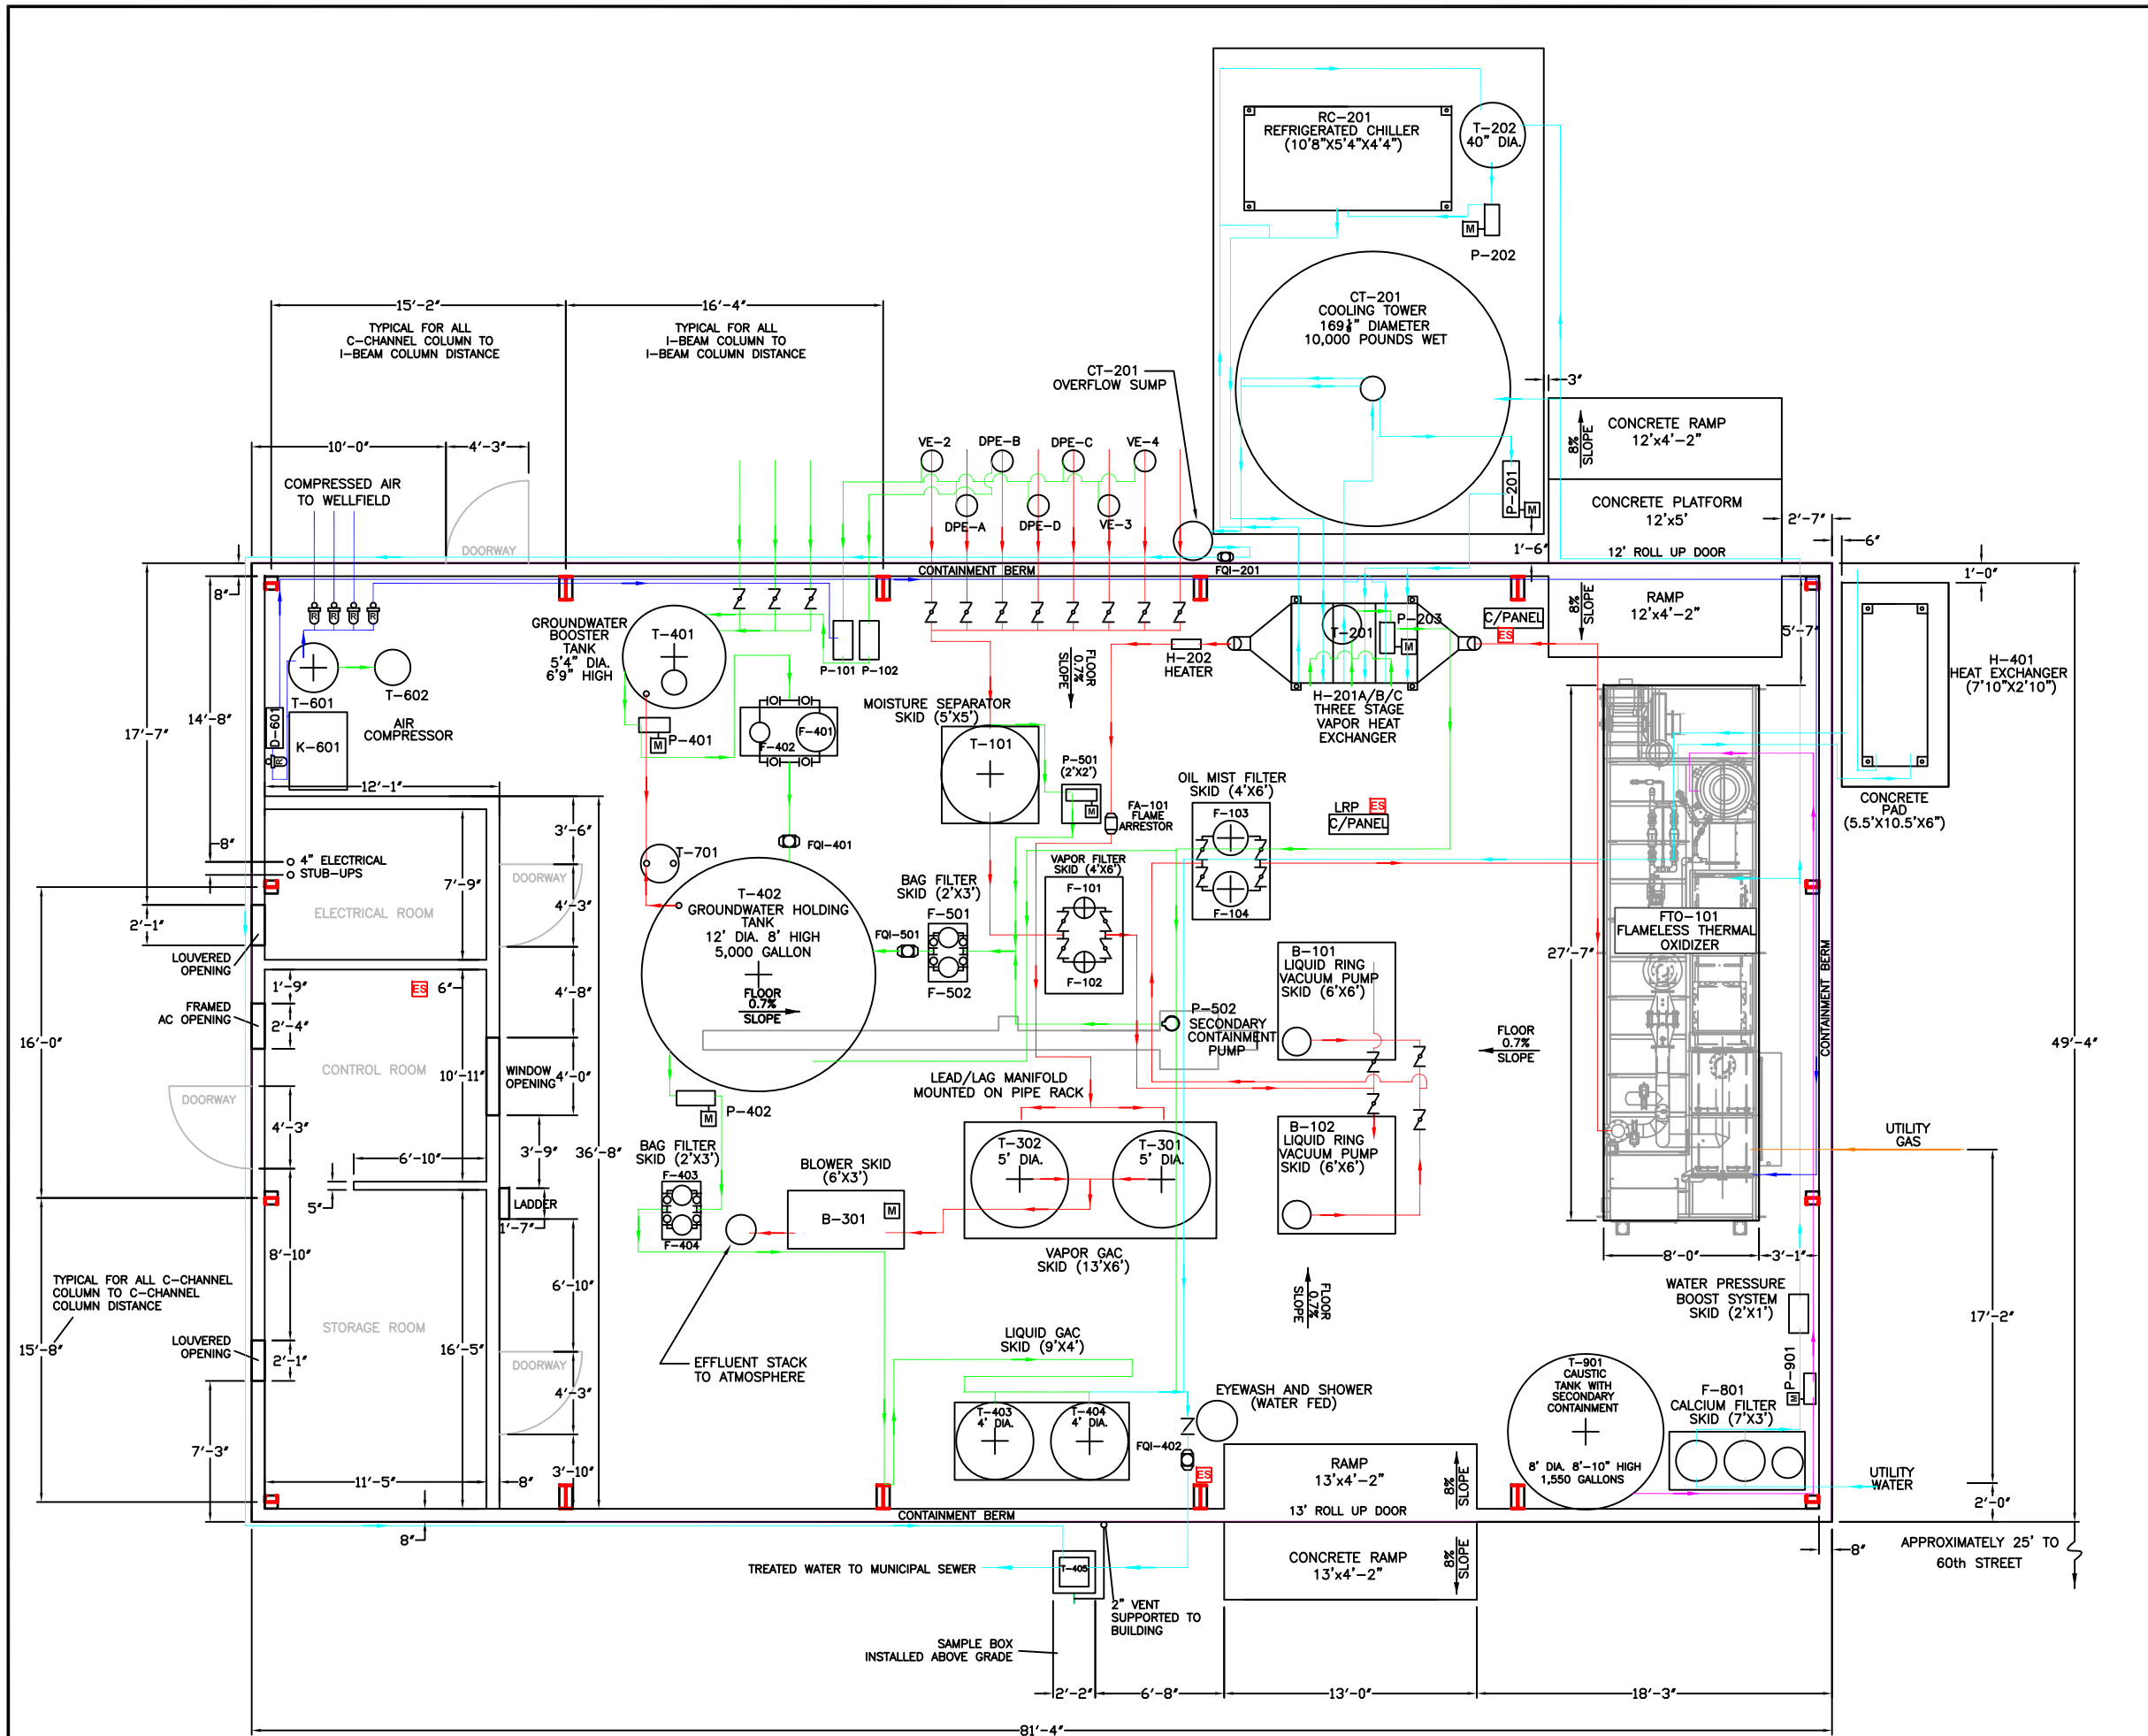 RC-201
REFRIGERATED CHILLER
(10'8"X5'4"X4'4")
T-202
40" DIA.
M
P-202
CT-201
COOLING TOWER
169⅛" DIAMETER
10,000 POUNDS WET
CT-201
OVERFLOW SUMP
3"
15'-2"
16'-4"
TYPICAL FOR ALL
C-CHANNEL COLUMN TO
I-BEAM COLUMN DISTANCE
TYPICAL FOR ALL
I-BEAM COLUMN TO
I-BEAM COLUMN DISTANCE
10'-0"
4'-3"
COMPRESSED AIR
TO WELLFIELD
DOORWAY
VE-2
DPE-B
DPE-C
VE-4
DPE-A
DPE-D
VE-3
P-201
M
CONCRETE RAMP
12'x4'-2"
8%
SLOPE
CONCRETE PLATFORM
12'x5'
2'-7"
12' ROLL UP DOOR
1'-6"
6"
1'-0"
CONTAINMENT BERM
FQI-201
8"
R
R
R
R
T-601
T-602
AIR
COMPRESSOR
D-601
K-601
R
12'-1"
GROUNDWATER
BOOSTER
TANK
5'4" DIA.
6'9" HIGH
T-401
P-101
P-102
P-401
M
F-402
F-401
FLOOR
0.7%
SLOPE
H-202
HEATER
T-201
P-203
M
H-201A/B/C
THREE STAGE
VAPOR HEAT
EXCHANGER
C/PANEL
ES
8%
SLOPE
RAMP
12'x4'-2"
5'-7"
H-401
HEAT EXCHANGER
(7'10"X2'10")
CONCRETE
PAD
(5.5'X10.5'X6")
MOISTURE SEPARATOR
SKID (5'X5')
T-101
P-501
(2'X2')
M
FA-101
FLAME
ARRESTOR
OIL MIST FILTER
SKID (4'X6')
F-103
F-104
LRP
ES
C/PANEL
14'-8"
17'-7"
8"
4" ELECTRICAL
STUB-UPS
7'-9"
ELECTRICAL ROOM
DOORWAY
3'-6"
4'-3"
2'-1"
LOUVERED
OPENING
FQI-401
T-701
T-402
GROUNDWATER HOLDING
TANK
12' DIA. 8' HIGH
5,000 GALLON
FLOOR
0.7%
SLOPE
BAG FILTER
SKID (2'X3')
F-501
FQI-501
F-502
VAPOR FILTER
SKID (4'X6')
F-101
F-102
B-101
LIQUID RING
VACUUM PUMP
SKID (6'X6')
P-502
SECONDARY
CONTAINMENT
PUMP
FLOOR
0.7%
SLOPE
27'-7"
FTO-101
FLAMELESS THERMAL
OXIDIZER
CONTAINMENT BERM
49'-4"
1'-9"
ES
6"
4'-8"
FRAMED
AC OPENING
2'-4"
16'-0"
CONTROL ROOM
10'-11"
WINDOW
OPENING
4'-0"
DOORWAY
4'-3"
6'-10"
3'-9"
36'-8"
5"
LADDER
1'-7"
P-402
M
BAG FILTER
SKID (2'X3')
F-403
F-404
BLOWER SKID
(6'X3')
B-301
M
LEAD/LAG MANIFOLD
MOUNTED ON PIPE RACK
T-302
5' DIA.
T-301
5' DIA.
VAPOR GAC
SKID (13'X6')
B-102
LIQUID RING
VACUUM PUMP
SKID (6'X6')
UTILITY
GAS
8'-0"
3'-1"
8'-10"
TYPICAL FOR ALL C-CHANNEL
COLUMN TO C-CHANNEL
COLUMN DISTANCE
15'-8"
LOUVERED
OPENING
2'-1"
STORAGE ROOM
16'-5"
6'-10"
DOORWAY
4'-3"
7'-3"
3'-10"
11'-5"
8"
8"
EFFLUENT STACK
TO ATMOSPHERE
LIQUID GAC
SKID (9'X4')
T-403
4' DIA.
T-404
4' DIA.
FLOOR
0.7%
SLOPE
EYEWASH AND SHOWER
(WATER FED)
FQI-402
ES
WATER PRESSURE
BOOST SYSTEM
SKID (2'X1')
17'-2"
P-901
M
T-901
CAUSTIC
TANK WITH
SECONDARY
CONTAINMENT
8' DIA. 8'-10" HIGH
1,550 GALLONS
F-801
CALCIUM FILTER
SKID (7'X3')
UTILITY
WATER
2'-0"
RAMP
13'x4'-2"
8%
SLOPE
13' ROLL UP DOOR
CONTAINMENT BERM
CONCRETE RAMP
13'x4'-2"
8%
SLOPE
8"
APPROXIMATELY 25' TO
60th STREET
TREATED WATER TO MUNICIPAL SEWER
T-405
2" VENT
SUPPORTED TO
BUILDING
SAMPLE BOX
INSTALLED ABOVE GRADE
2'-2"
6'-8"
13'-0"
18'-3"
81'-4"